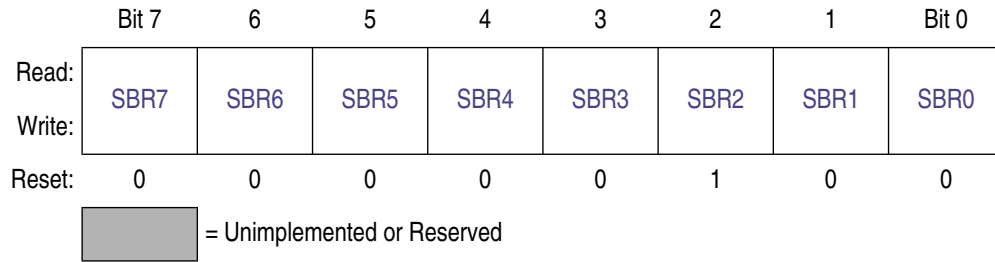 Bit 7 6 5 4 3 2 1 Bit 0
Read:
SBR7 SBR6 SBR5 SBR4 SBR3 SBR2 SBR1 SBR0
Write:
Reset: 0 0 0 0 0 1 0 0
= Unimplemented or Reserved